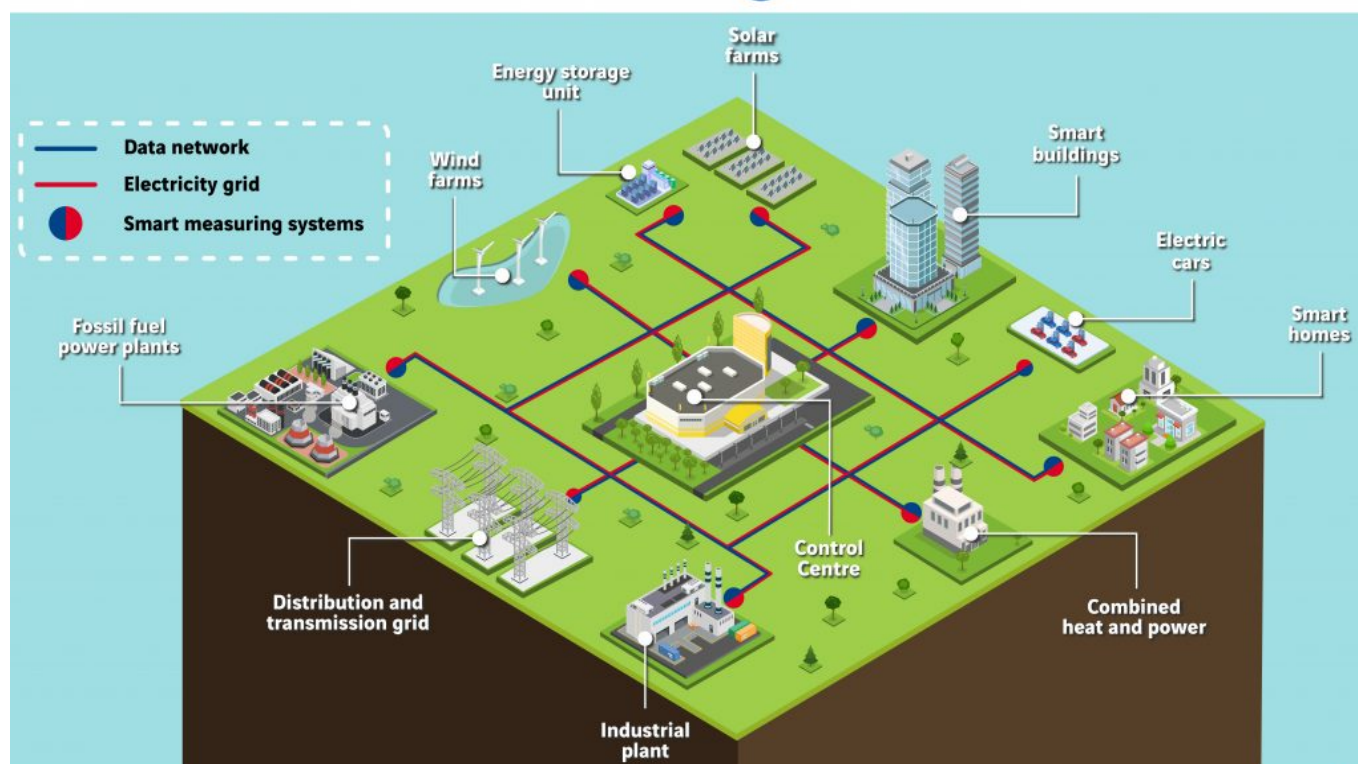 Solar
farms
Energy storage
unit
Data network
Electricity grid
Smart measuring systems
Wind
farms
Smart
buildings
Electric
cars
Smart
homes
Fossil fuel
power plants
Control
Centre
Distribution and
transmission grid
Combined
heat and power
Industrial
plant